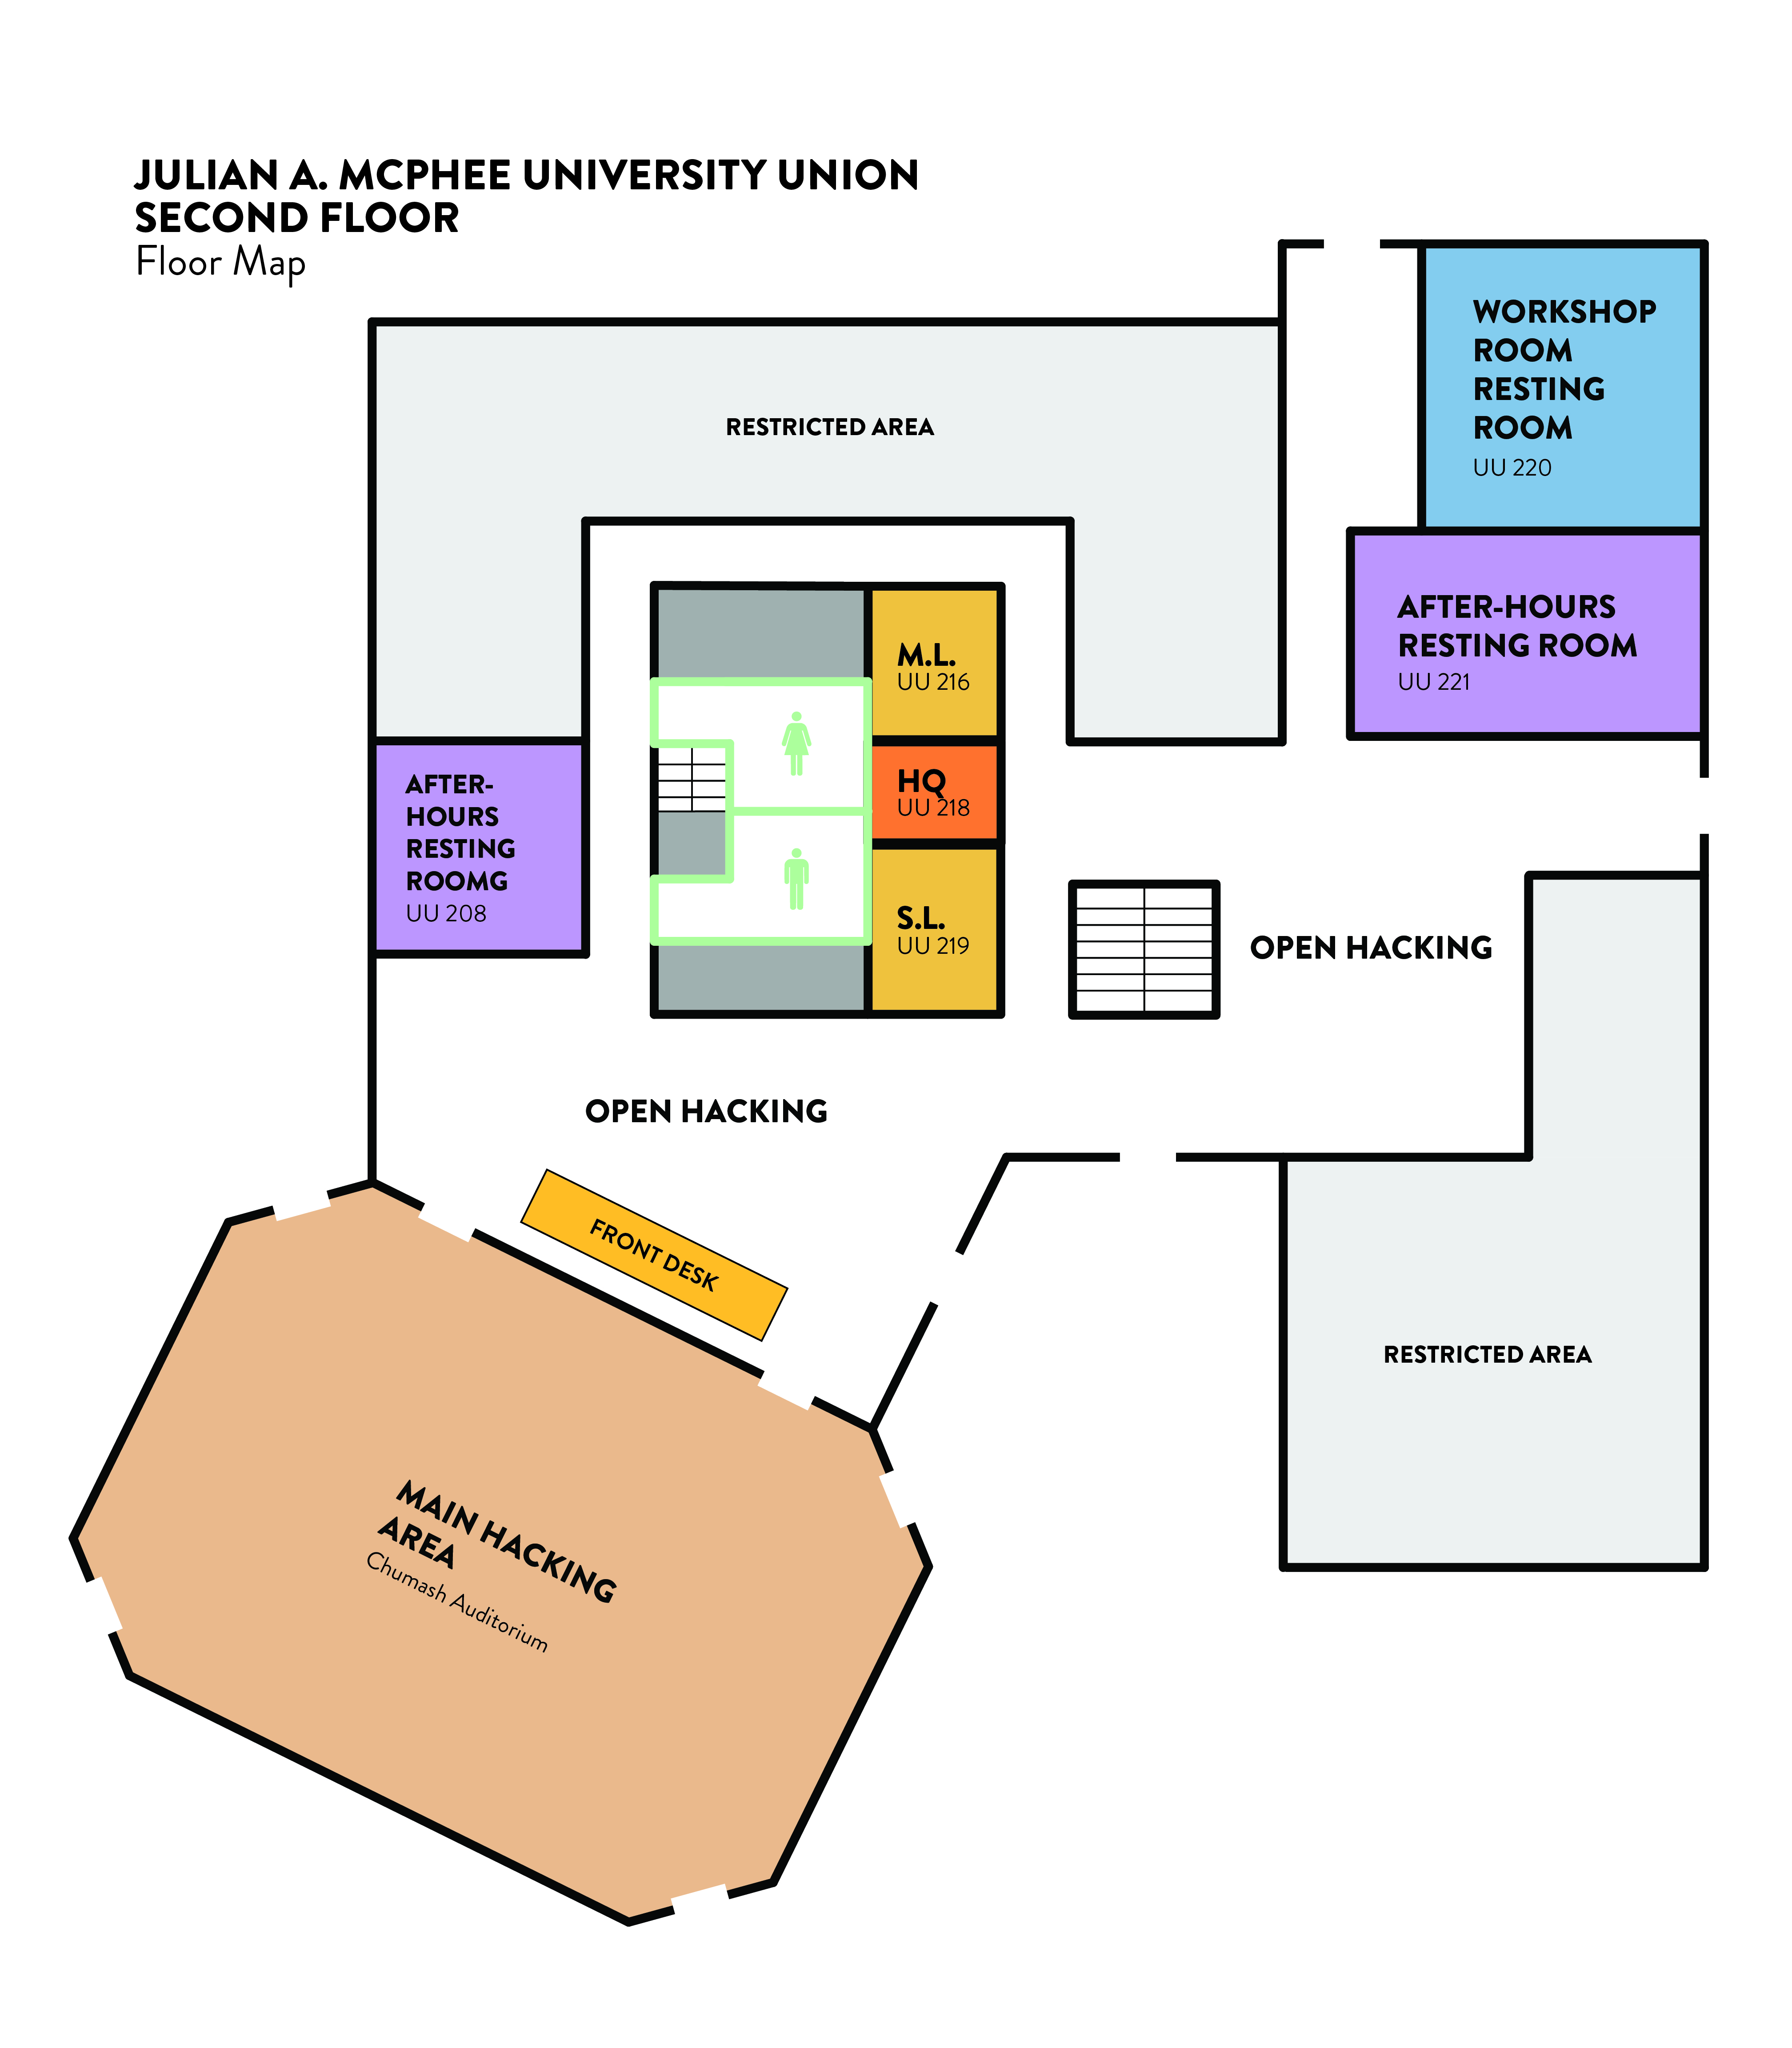 JULIAN A. MCPHEE UNIVERSITY UNION
SECOND FLOOR
Floor Map
WORKSHOP
ROOM
RESTING
ROOM
UU 220
RESTRICTED AREA
AFTER-HOURS
RESTING ROOM
UU 221
M.L.
UU 216
HQ
UU 218
AFTER-
HOURS
RESTING
ROOMG
UU 208
S.L.
UU 219
OPEN HACKING
OPEN HACKING
FRONT DESK
RESTRICTED AREA
MAIN HACKING
AREA
Chumash Auditorium